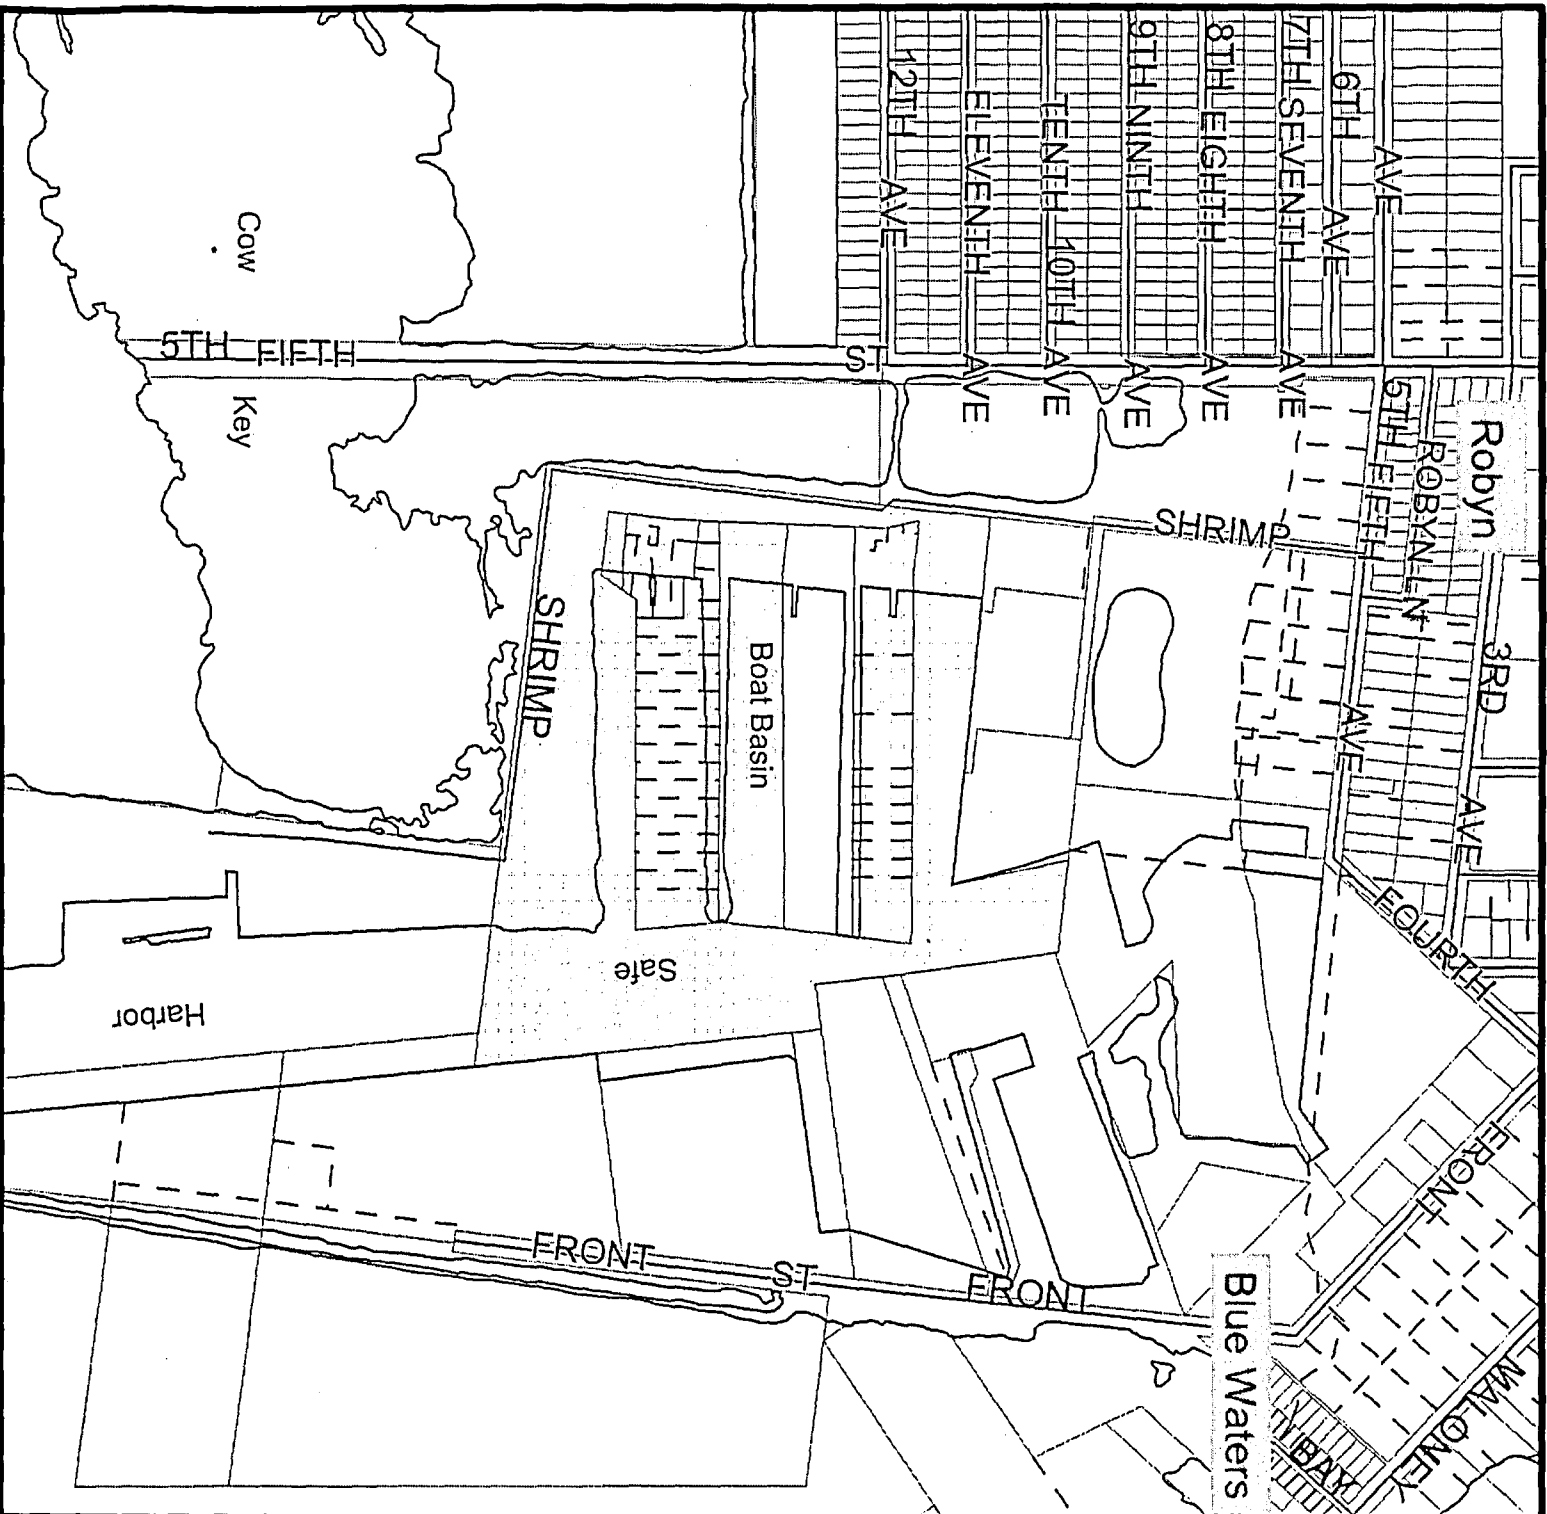 12TH AVE
ELEVENTH AVE
TENTH 10TH AVE
9TH NINTH AVE
8TH EIGHTH AVE
7TH SEVENTH AVE
6TH AVE
AVE
Cow
Key
5TH FIFTH ST
Robyn
ROBYN LN
5TH FIFTH AVE
3RD AVE
SHRIMP
SHRIMP
Boat Basin
FOURTH
Safe
Harbor
FRONT
FRONT ST
FRONT
Blue Waters
MALONEY
BAY